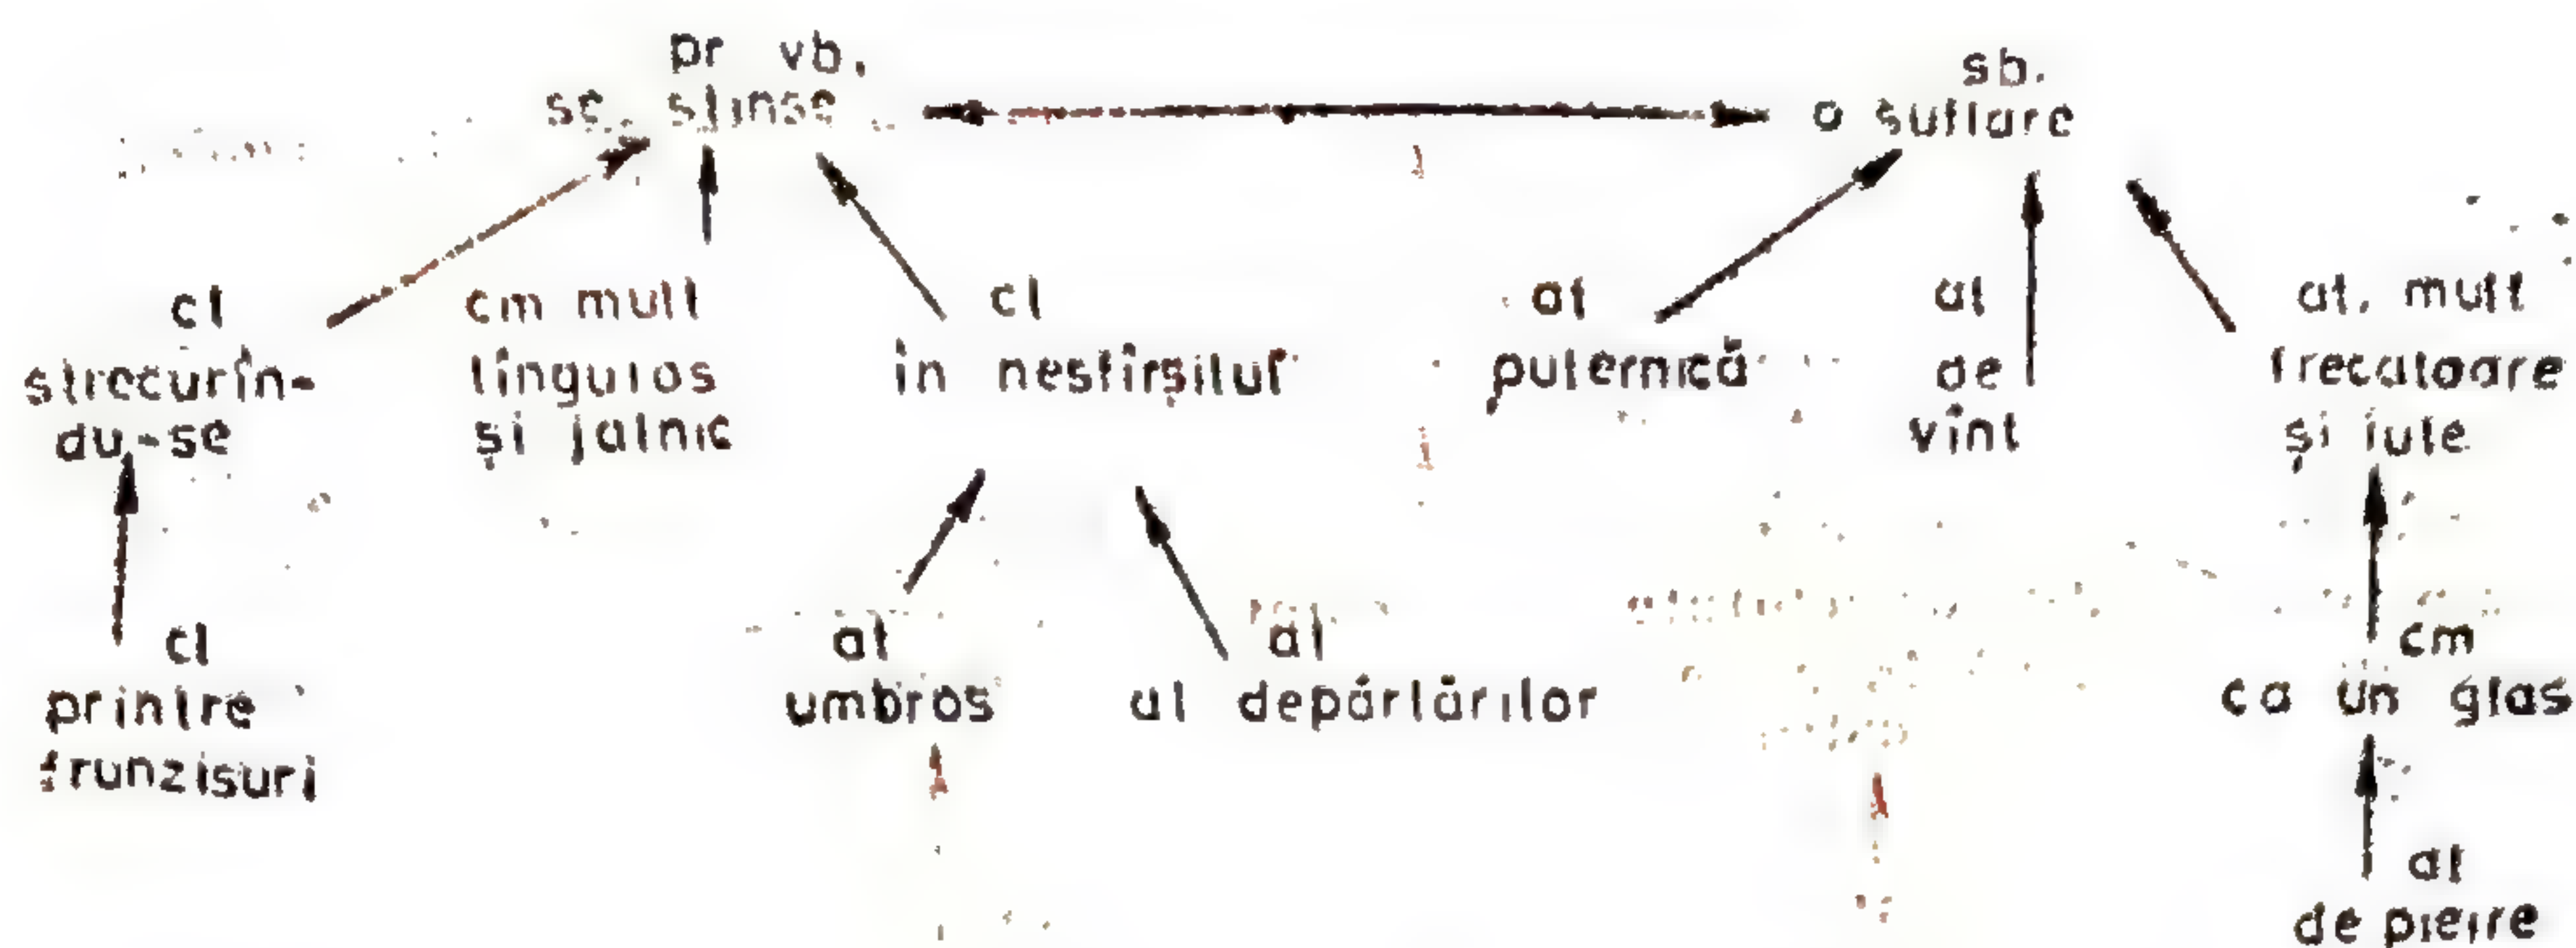 pr vb.
se stinse
sb.
o suflare
cl
strecurîn-
du-se
cm mult
tînguios
și jalnic
cl
în nesfîrșitul
at
puternică
at
de
vînt
at. mult
trecătoare
și iute
cl
printre
frunzișuri
at
umbros
at
al depărtărilor
cm
ca un glas
at
de pieire